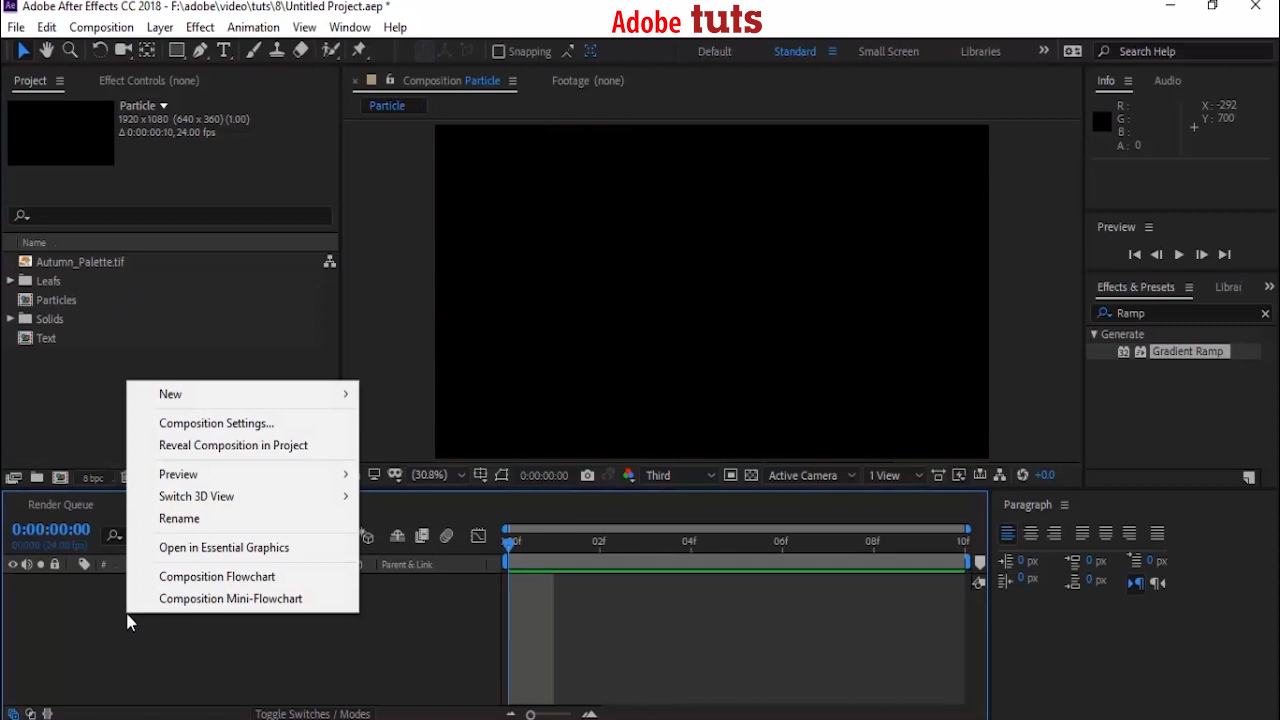 Adobe After Effects CC 2018 - F:\adobe\video\tuts\8\Untitled Project.aep *
Adobe tuts
File Edit Composition Layer Effect Animation View Window Help
Snapping Default Standard Small Screen Libraries Search Help
Project Effect Controls (none) Composition Particle Footage (none) Info Audio
Particle
Particle
1920 x 1080 (640 x 360) (1.00)
Δ 0:00:00:10, 24.00 fps
R : X : -292
G : Y : 700
B :
A : 0
Preview
Name
Autumn_Palette.tif
Leafs
Particles
Solids
Text
Effects & Presets Librai
Ramp
Generate
32
Gradient Ramp
New
Composition Settings...
Reveal Composition in Project
Preview
Switch 3D View
Rename
Open in Essential Graphics
Composition Flowchart
Composition Mini-Flowchart
8 bpc (30.8%) 0:00:00:00 Third Active Camera 1 View +0.0
Render Queue
0:00:00:00
00000 (24.00 fps)
# Parent & Link
:00f 02f 04f 06f 08f 10f
Paragraph
0 px 0 px 0 px
0 px 0 px
Toggle Switches / Modes